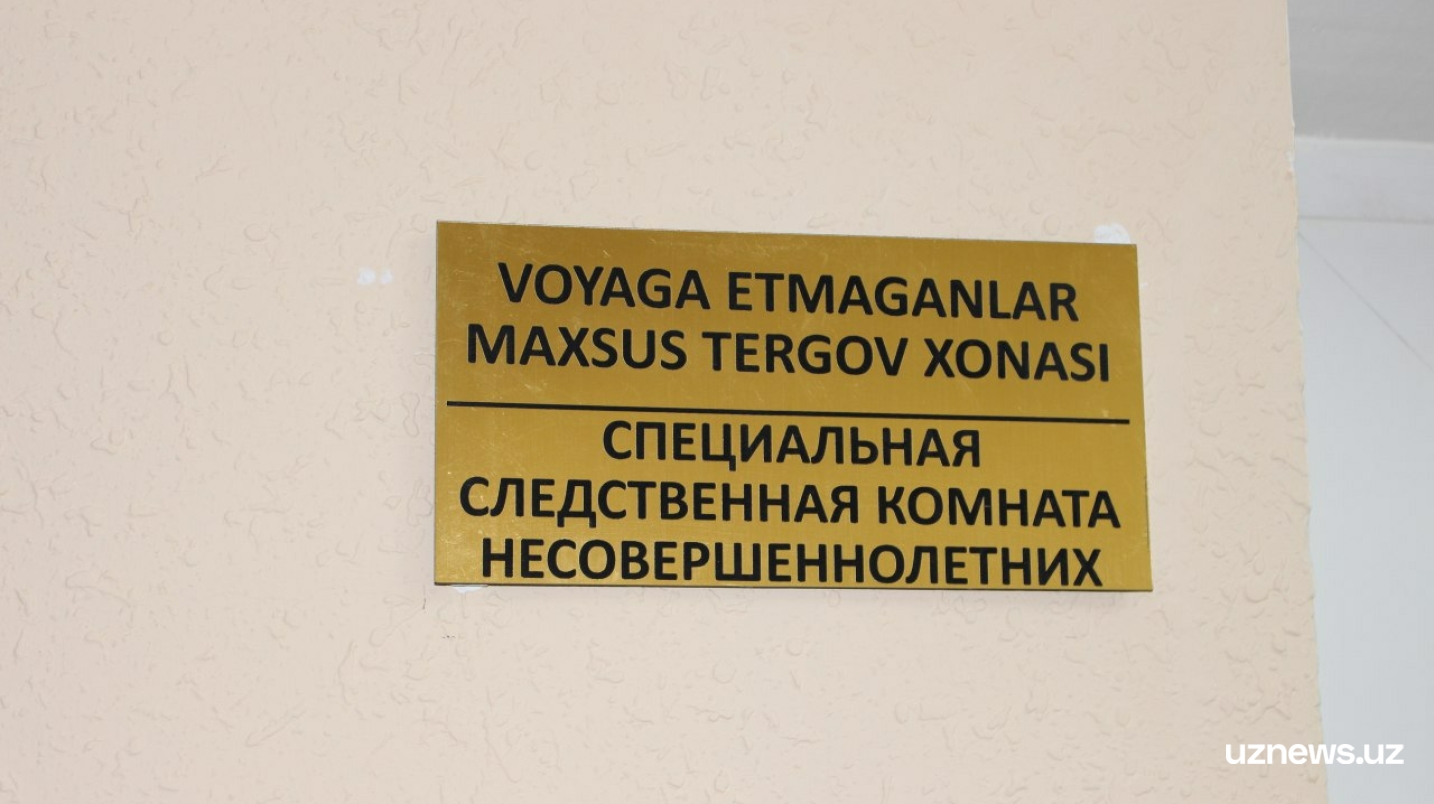 VOYAGA ETMAGANLAR
MAXSUS TERGOV XONASI
СПЕЦИАЛЬНАЯ
СЛЕДСТВЕННАЯ КОМНАТА
НЕСОВЕРШЕННОЛЕТНИХ
uznews.uz